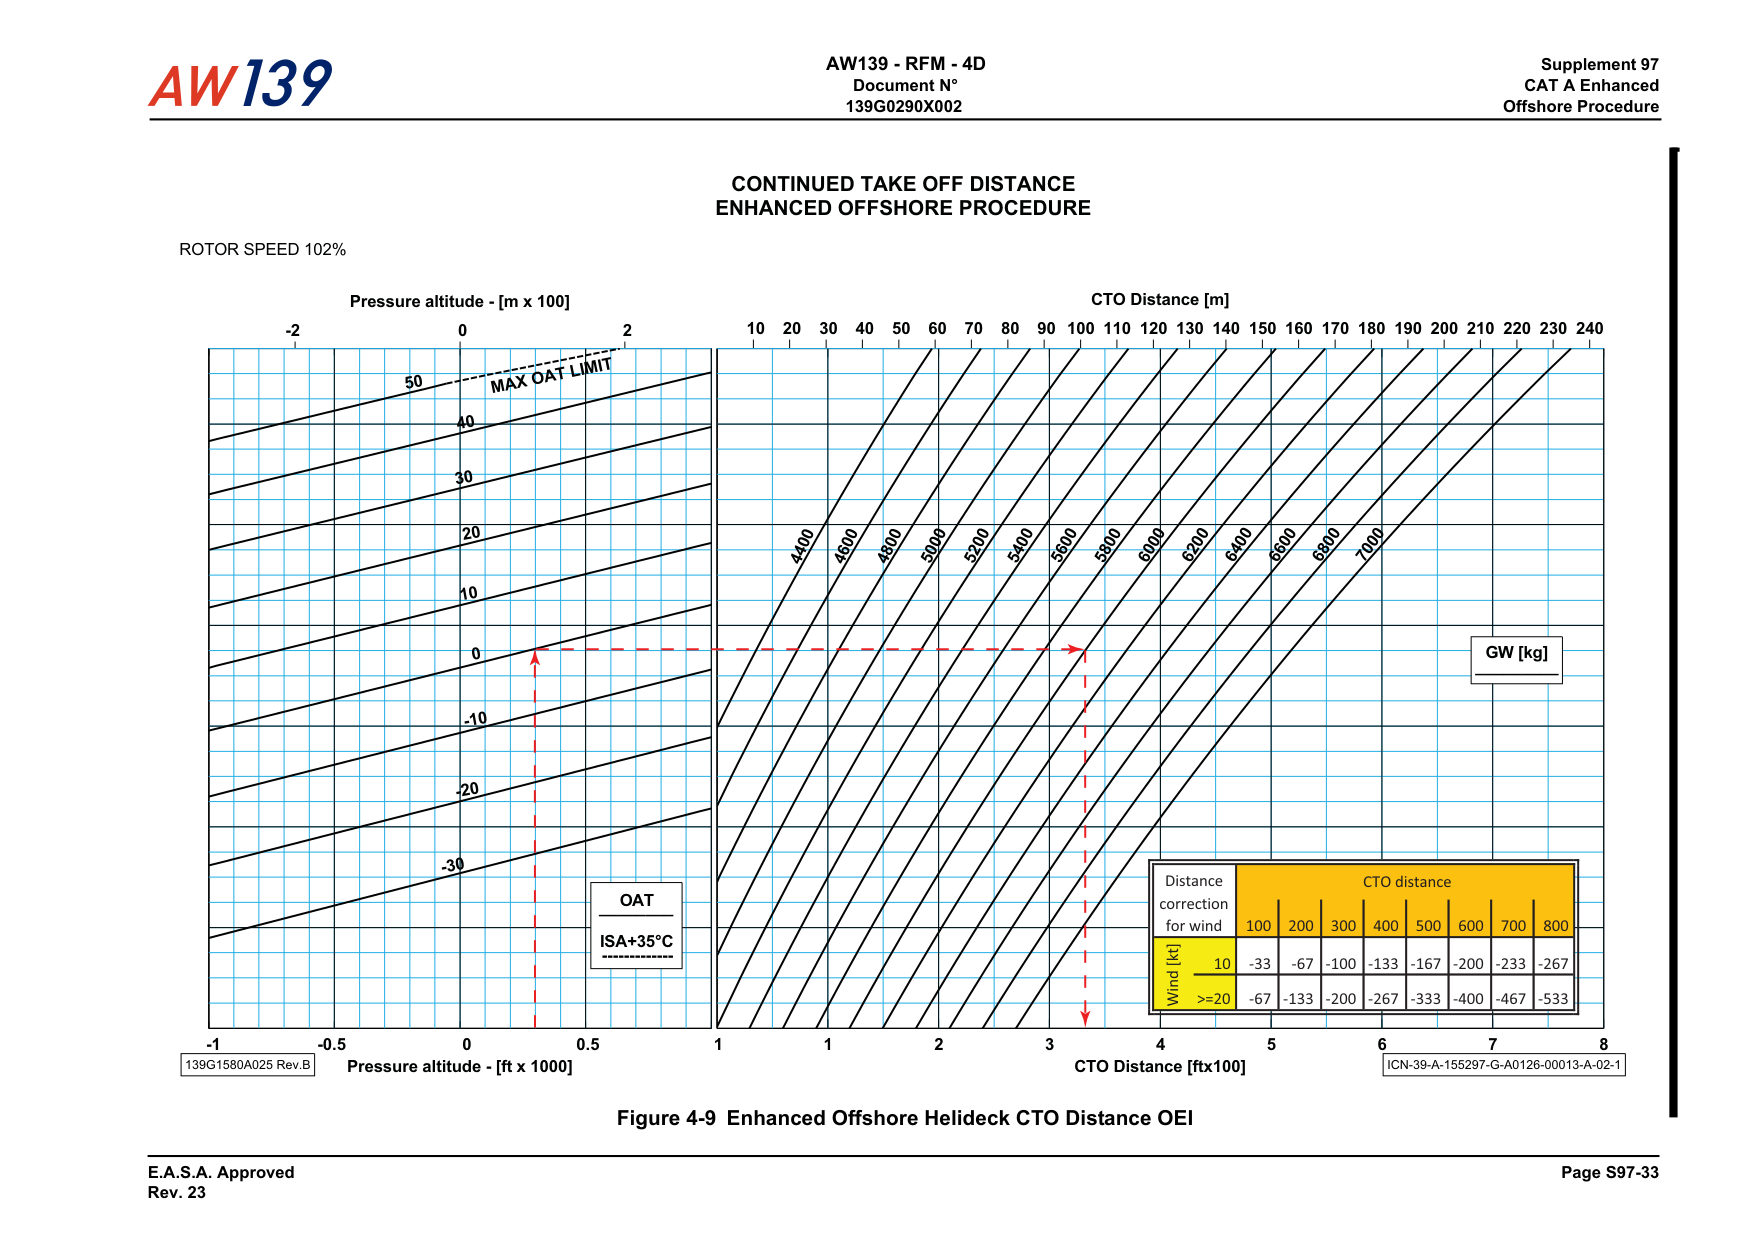 AW139
AW139 - RFM - 4D
Document N°
139G0290X002
Supplement 97
CAT A Enhanced
Offshore Procedure
CONTINUED TAKE OFF DISTANCE
ENHANCED OFFSHORE PROCEDURE
ROTOR SPEED 102%
Pressure altitude - [m x 100]
-2 0 2
50
MAX OAT LIMIT
40
30
20
10
0
-10
-20
-30
OAT
ISA+35°C
-1 -0.5 0 0.5 1
Pressure altitude - [ft x 1000]
139G1580A025 Rev.B
CTO Distance [m]
10 20 30 40 50 60 70 80 90 100 110 120 130 140 150 160 170 180 190 200 210 220 230 240
4400 4600 4800 5000 5200 5400 5600 5800 6000 6200 6400 6600 6800 7000
GW [kg]
Distance
correction
for wind
CTO distance
100 200 300 400 500 600 700 800
Wind [kt]
10 -33 -67 -100 -133 -167 -200 -233 -267
>=20 -67 -133 -200 -267 -333 -400 -467 -533
1 2 3 4 5 6 7 8
CTO Distance [ftx100]
ICN-39-A-155297-G-A0126-00013-A-02-1
Figure 4-9 Enhanced Offshore Helideck CTO Distance OEI
E.A.S.A. Approved
Rev. 23
Page S97-33